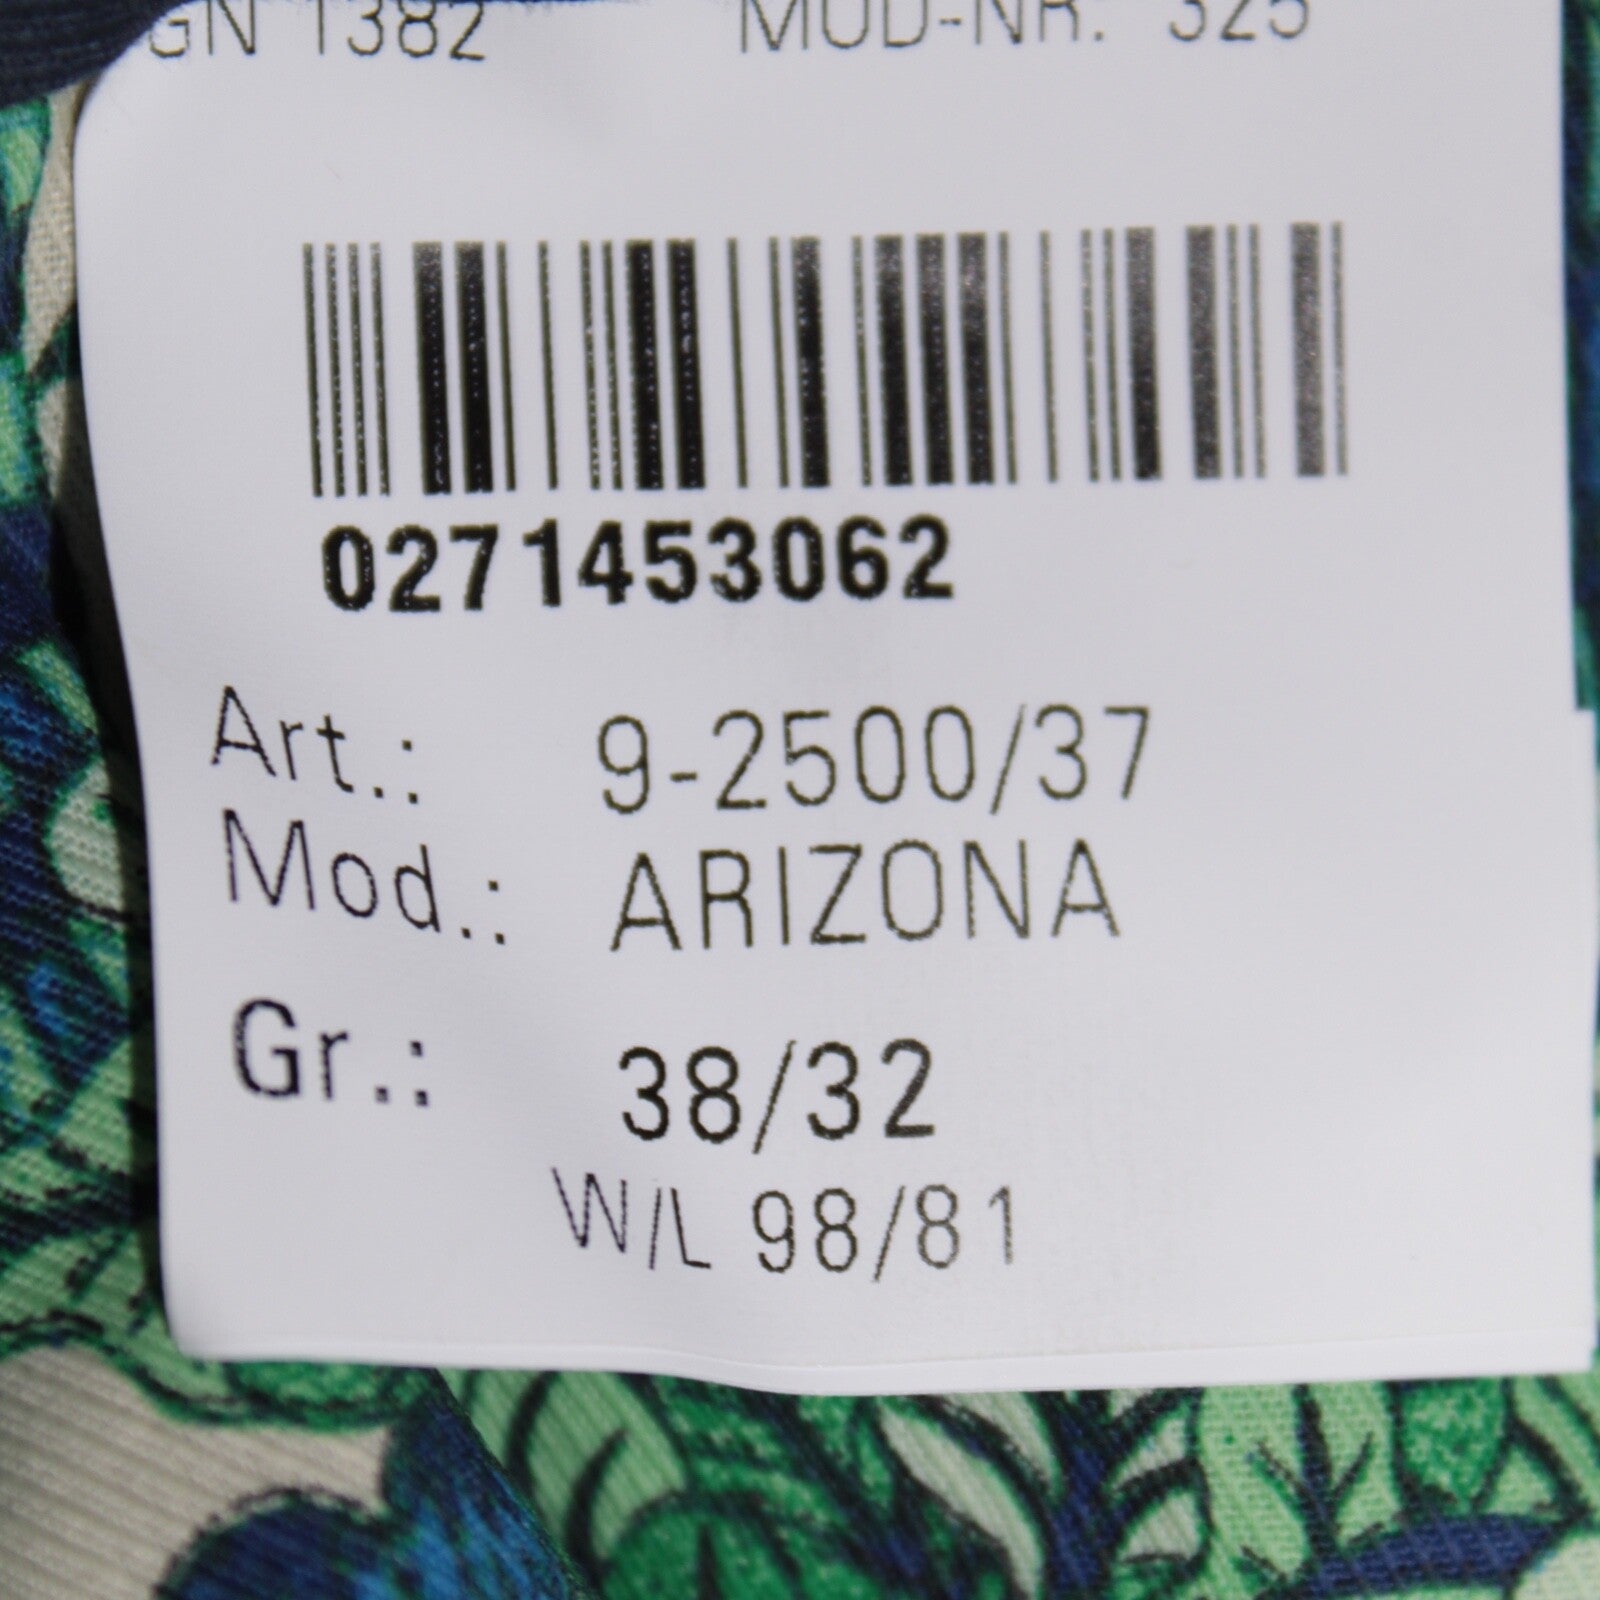 GN 1382 MOD-NR: 325
0271453062
Art.: 9-2500/37
Mod.: ARIZONA
Gr.: 38/32
W/L 98/81